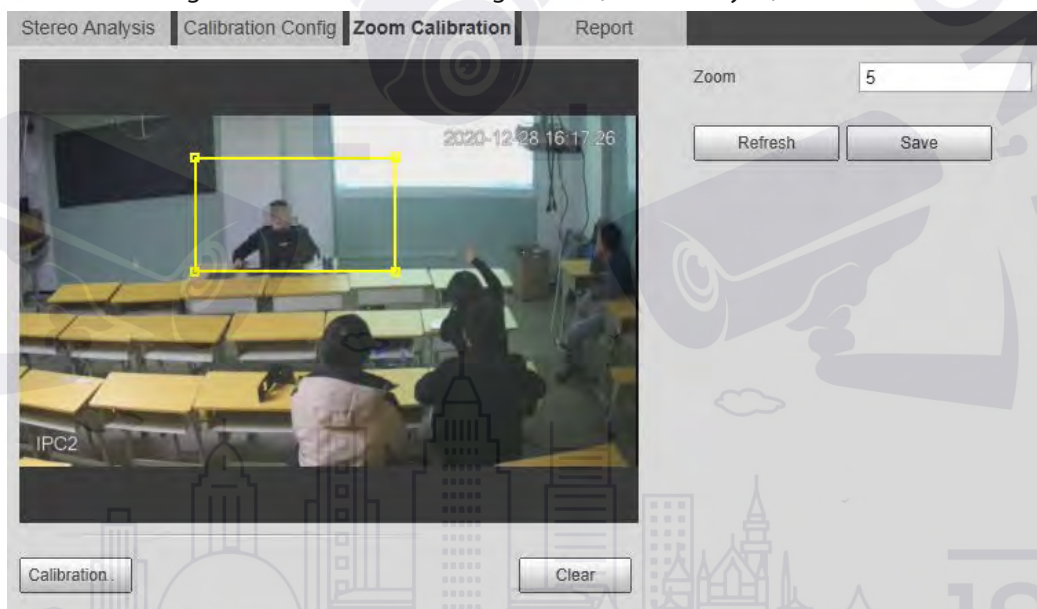 Stereo Analysis Calibration Config Zoom Calibration Report
Zoom 5
2020-12-28 16:17:26
Refresh Save
IPC2
Calibration..
Clear